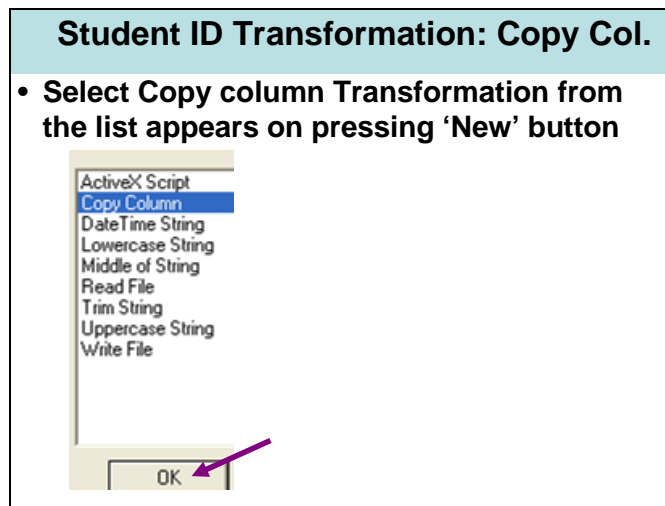 Student ID Transformation: Copy Col.
• Select Copy column Transformation from
the list appears on pressing ‘New’ button
ActiveX Script
Copy Column
DateTime String
Lowercase String
Middle of String
Read File
Trim String
Uppercase String
Write File
OK